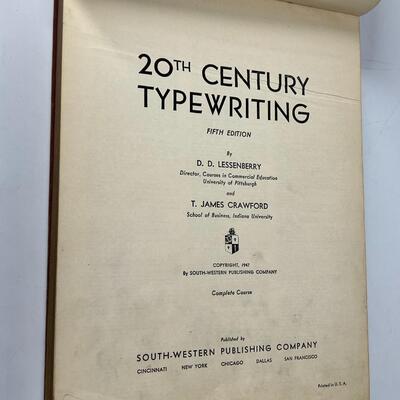 20TH CENTURY
TYPEWRITING
FIFTH EDITION
By
D. D. LESSENBERRY
Director, Courses in Commercial Education
University of Pittsburgh
and
T. JAMES CRAWFORD
School of Business, Indiana University
COPYRIGHT, 1947
By SOUTH-WESTERN PUBLISHING COMPANY
Complete Course
Published by
SOUTH-WESTERN PUBLISHING COMPANY
CINCINNATI NEW YORK CHICAGO DALLAS SAN FRANCISCO
Printed in U. S. A.